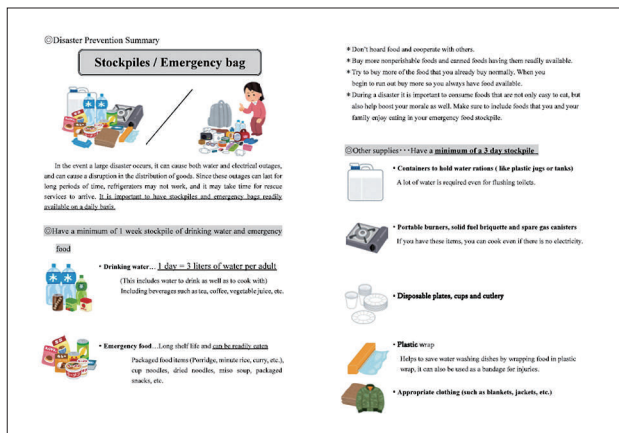 ◎Disaster Prevention Summary
Stockpiles / Emergency bag
In the event a large disaster occurs, it can cause both water and electrical outages,
and can cause a disruption in the distribution of goods. Since these outages can last for
long periods of time, refrigerators may not work, and it may take time for rescue
services to arrive. It is important to have stockpiles and emergency bags readily
available on a daily basis.
◎Have a minimum of 1 week stockpile of drinking water and emergency
food
・Drinking water… 1 day = 3 liters of water per adult
(This includes water to drink as well as to cook with)
Including beverages such as tea, coffee, vegetable juice, etc.
・Emergency food…Long shelf life and can be readily eaten
Packaged food items (Porridge, minute rice, curry, etc.),
cup noodles, dried noodles, miso soup, packaged
snacks, etc.
＊Don't hoard food and cooperate with others.
＊Buy more nonperishable foods and canned foods having them readily available.
＊Try to buy more of the food that you already buy normally. When you
begin to run out buy more so you always have food available.
＊During a disaster it is important to consume foods that are not only easy to eat, but
also help boost your morale as well. Make sure to include foods that you and your
family enjoy eating in your emergency food stockpile.
◎Other supplies・・・Have a minimum of a 3 day stockpile
・Containers to hold water rations ( like plastic jugs or tanks)
A lot of water is required even for flushing toilets.
・Portable burners, solid fuel briquette and spare gas canisters
If you have these items, you can cook even if there is no electricity.
・Disposable plates, cups and cutlery
・Plastic wrap
Helps to save water washing dishes by wrapping food in plastic
wrap, it can also be used as a bandage for injuries.
・Appropriate clothing (such as blankets, jackets, etc.)